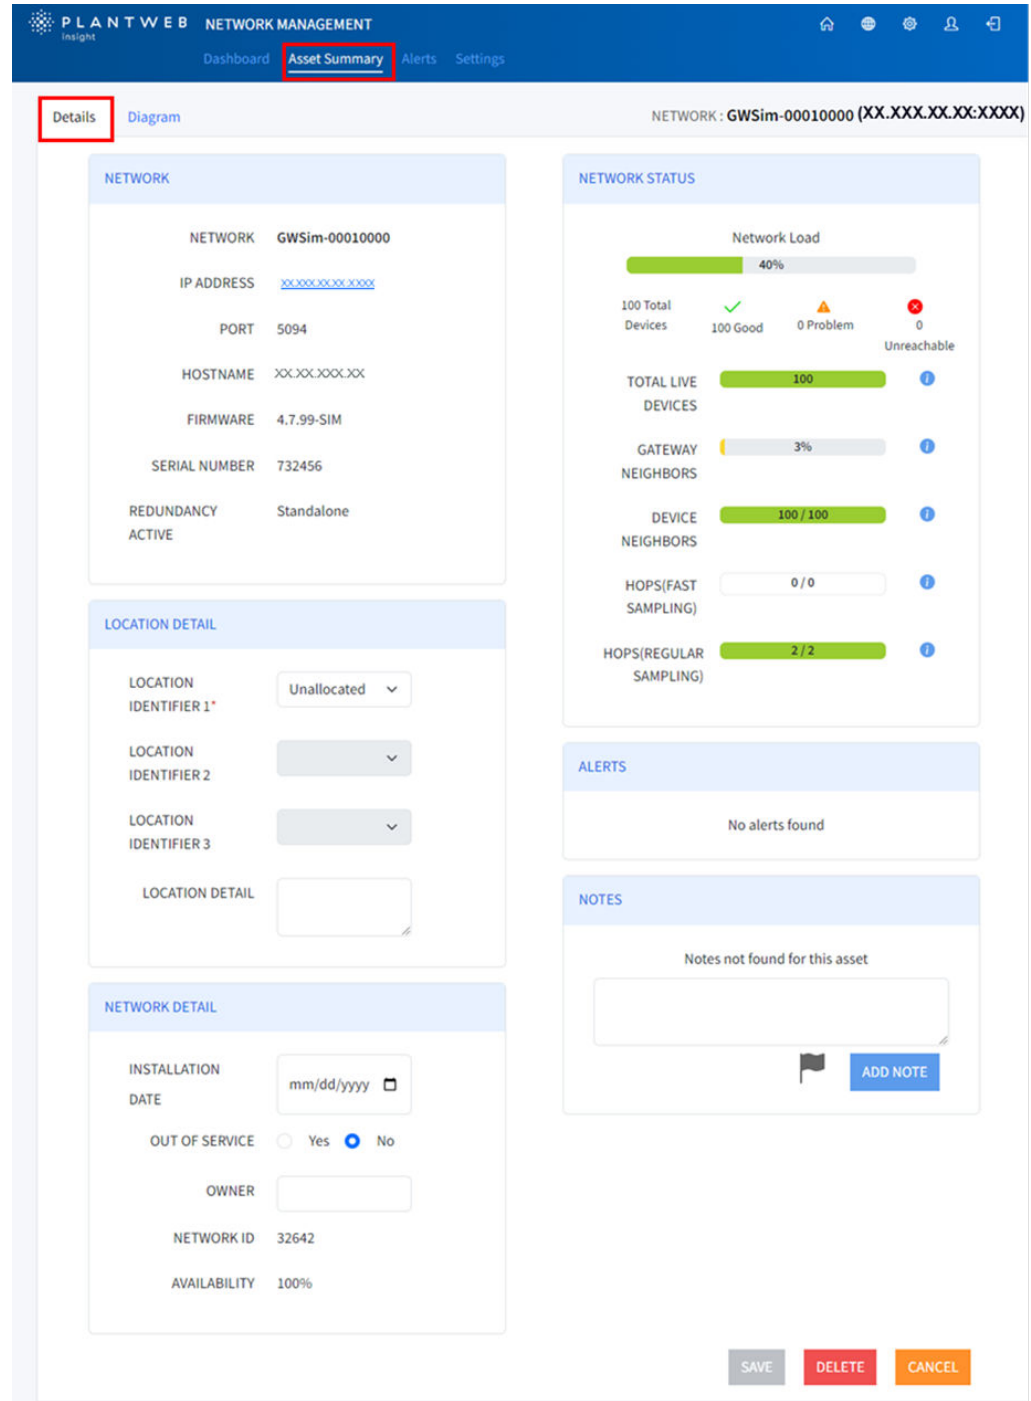 PLANTWEB NETWORK MANAGEMENT
Insight
Dashboard Asset Summary Alerts Settings
Details Diagram NETWORK : GWSim-00010000 (XX.XXX.XX.XX:XXXX)
NETWORK
NETWORK GWSim-00010000
IP ADDRESS XX.XXX.XX.XX.XXXX
PORT 5094
HOSTNAME XX.XX.XXX.XX
FIRMWARE 4.7.99-SIM
SERIAL NUMBER 732456
REDUNDANCY Standalone
ACTIVE
LOCATION DETAIL
LOCATION
IDENTIFIER 1* Unallocated
LOCATION
IDENTIFIER 2
LOCATION
IDENTIFIER 3
LOCATION DETAIL
NETWORK DETAIL
INSTALLATION
DATE mm/dd/yyyy
OUT OF SERVICE Yes No
OWNER
NETWORK ID 32642
AVAILABILITY 100%
NETWORK STATUS
Network Load
40%
100 Total
Devices 100 Good 0 Problem 0
Unreachable
TOTAL LIVE 100
DEVICES
GATEWAY 3%
NEIGHBORS
DEVICE 100 / 100
NEIGHBORS
HOPS(FAST 0 / 0
SAMPLING)
HOPS(REGULAR 2 / 2
SAMPLING)
ALERTS
No alerts found
NOTES
Notes not found for this asset
ADD NOTE
SAVE DELETE CANCEL